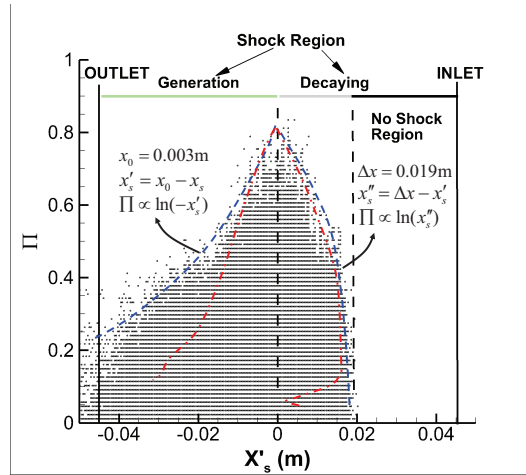 Shock Region
OUTLET
Generation
Decaying
INLET
No Shock
Region
x₀ = 0.003m
x′ₛ = x₀ − xₛ
∏ ∝ ln(−x′ₛ)
Δx = 0.019m
x″ₛ = Δx − x′ₛ
∏ ∝ ln(x″ₛ)
1
0.8
0.6
0.4
0.2
0
Π
-0.04
-0.02
0
0.02
0.04
X'ₛ (m)